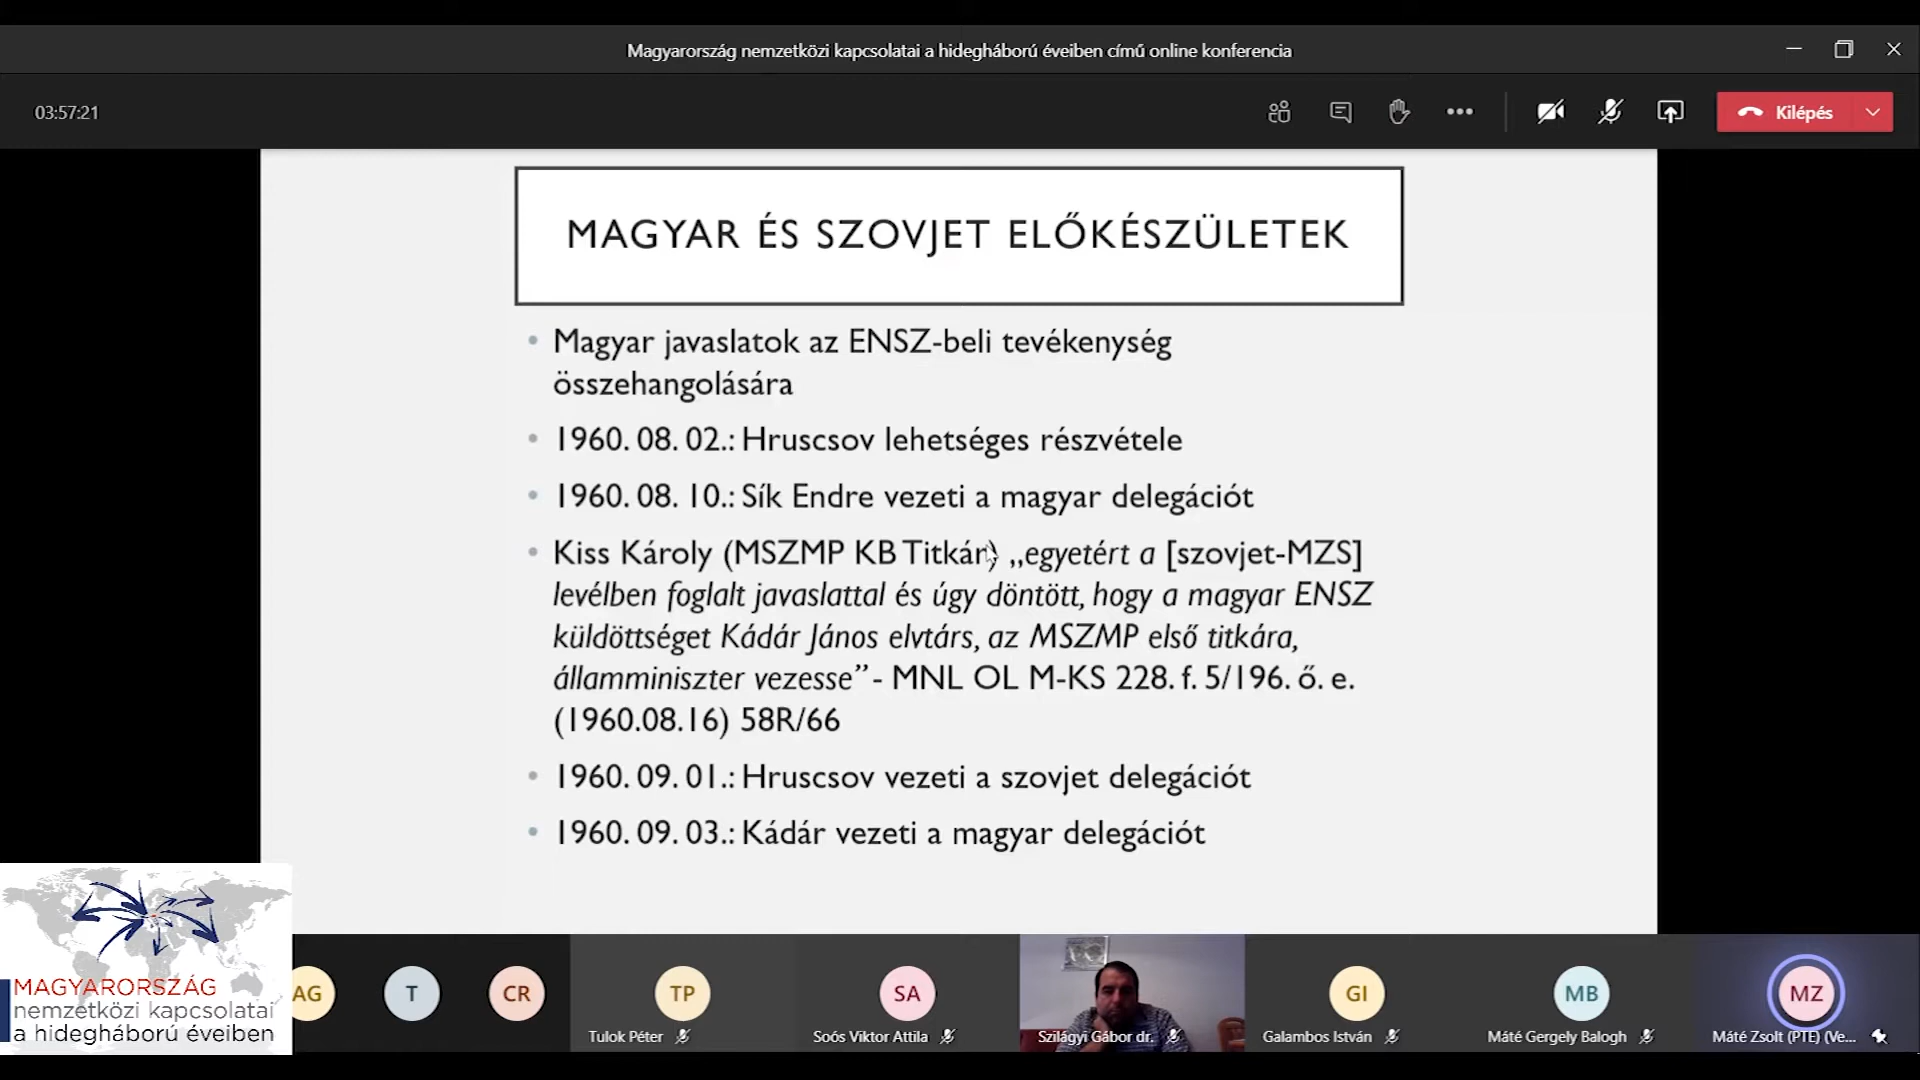 Magyarország nemzetközi kapcsolatai a hidegháború éveiben című online konferencia
03:57:21
Kilépés
MAGYAR ÉS SZOVJET ELŐKÉSZÜLETEK
• Magyar javaslatok az ENSZ-beli tevékenység
összehangolására
• 1960. 08. 02.: Hruscsov lehetséges részvétele
• 1960. 08. 10.: Sík Endre vezeti a magyar delegációt
• Kiss Károly (MSZMP KB Titkár) „egyetért a [szovjet-MZS]
levélben foglalt javaslattal és úgy döntött, hogy a magyar ENSZ
küldöttséget Kádár János elvtárs, az MSZMP első titkára,
államminiszter vezesse” - MNL OL M-KS 228. f. 5/196. ő. e.
(1960.08.16) 58R/66
• 1960. 09. 01.: Hruscsov vezeti a szovjet delegációt
• 1960. 09. 03.: Kádár vezeti a magyar delegációt
MAGYARORSZÁG
nemzetközi kapcsolatai
a hidegháború éveiben
AG
T
CR
TP
Tulok Péter
SA
Soós Viktor Attila
Szilágyi Gábor dr.
GI
Galambos István
MB
Máté Gergely Balogh
MZ
Máté Zsolt (PTE) (Ve...